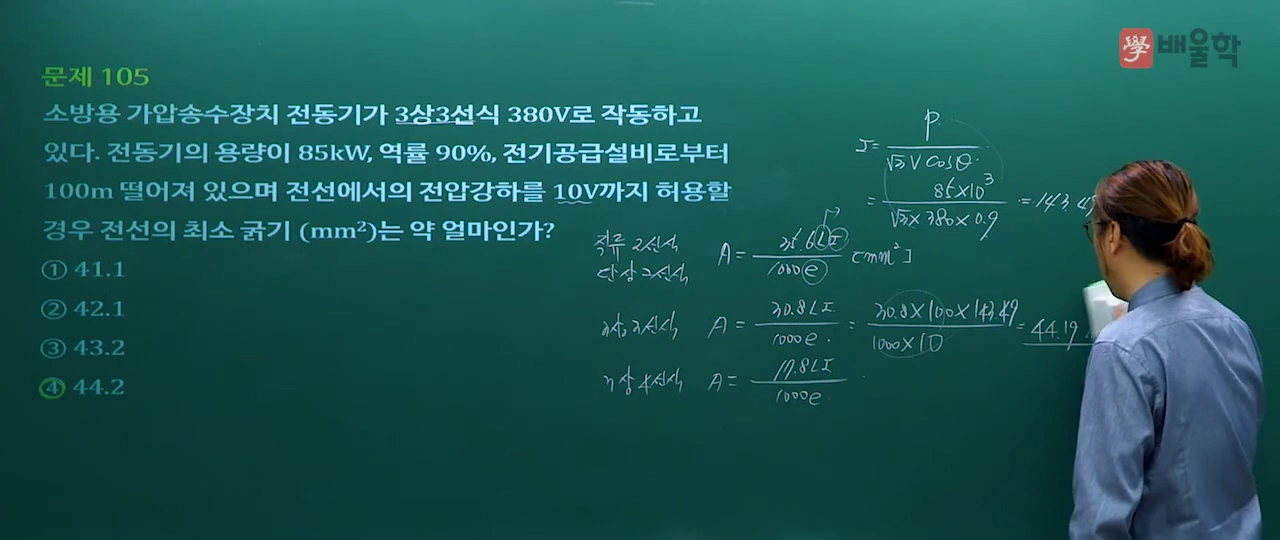 學 배울학
문제 105
소방용 가압송수장치 전동기가 3상3선식 380V로 작동하고
있다. 전동기의 용량이 85kW, 역률 90%, 전기공급설비로부터
100m 떨어져 있으며 전선에서의 전압강하를 10V까지 허용할
경우 전선의 최소 굵기 (mm²)는 약 얼마인가?
① 41.1
② 42.1
③ 43.2
④ 44.2
I = P / √3 V cosθ
= 85×10³ / √3 × 380 × 0.9 = 143.4
직류 2선식
단상 2선식
A = 35.6LI / 1000e [mm²]
3상 3선식 A = 30.8LI / 1000e = 30.8×100×143.49 / 1000×10 = 44.19
3상 4선식 A = 17.8LI / 1000e